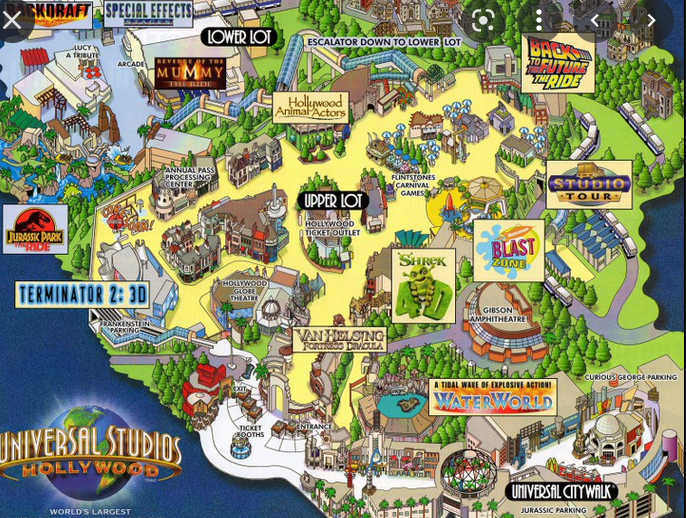 BACKDRAFT
SPECIAL EFFECTS
LOWER LOT
ESCALATOR DOWN TO LOWER LOT
LUCY
A TRIBUTE
ARCADE
REVENGE OF THE
MUMMY
THE RIDE
BACK
TO THE FUTURE
THE RIDE
Hollywood
Animal Actors
ANNUAL PASS
PROCESSING
CENTER
FLINTSTONES
CARNIVAL
GAMES
STUDIO
TOUR
UPPER LOT
HOLLYWOOD
TICKET OUTLET
JURASSIC PARK
THE RIDE
BLAST
ZONE
SHREK
4D
TERMINATOR 2: 3D
HOLLYWOOD
GLOBE
THEATRE
GIBSON
AMPHITHEATRE
FRANKENSTEIN
PARKING
VAN HELSING
FORTRESS DRACULA
CURIOUS GEORGE PARKING
A TIDAL WAVE OF EXPLOSIVE ACTION!
WATERWORLD
EXIT
TICKET
BOOTHS
ENTRANCE
UNIVERSAL STUDIOS
HOLLYWOOD
UNIVERSAL CITYWALK
JURASSIC PARKING
WORLD'S LARGEST